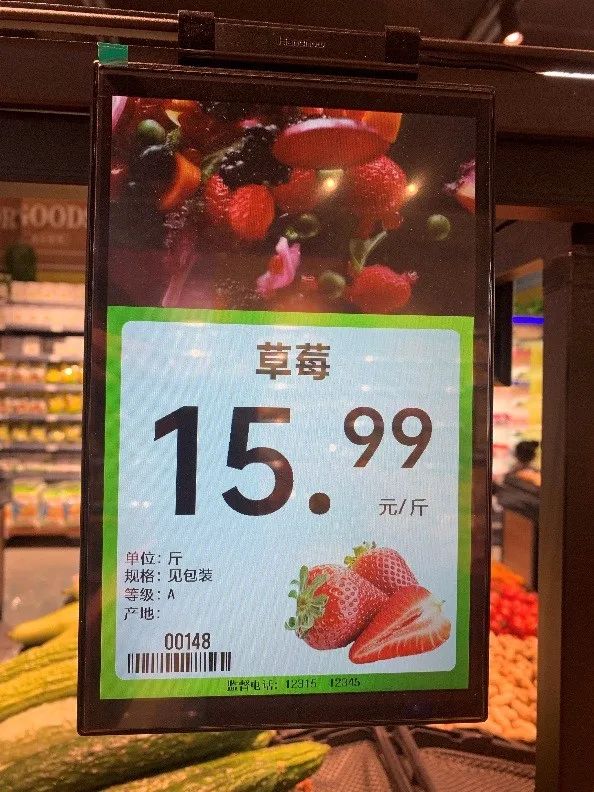 草莓
15.99
元/斤
单位: 斤
规格: 见包装
等级: A
产地:
00148
监督电话: 12315 12345